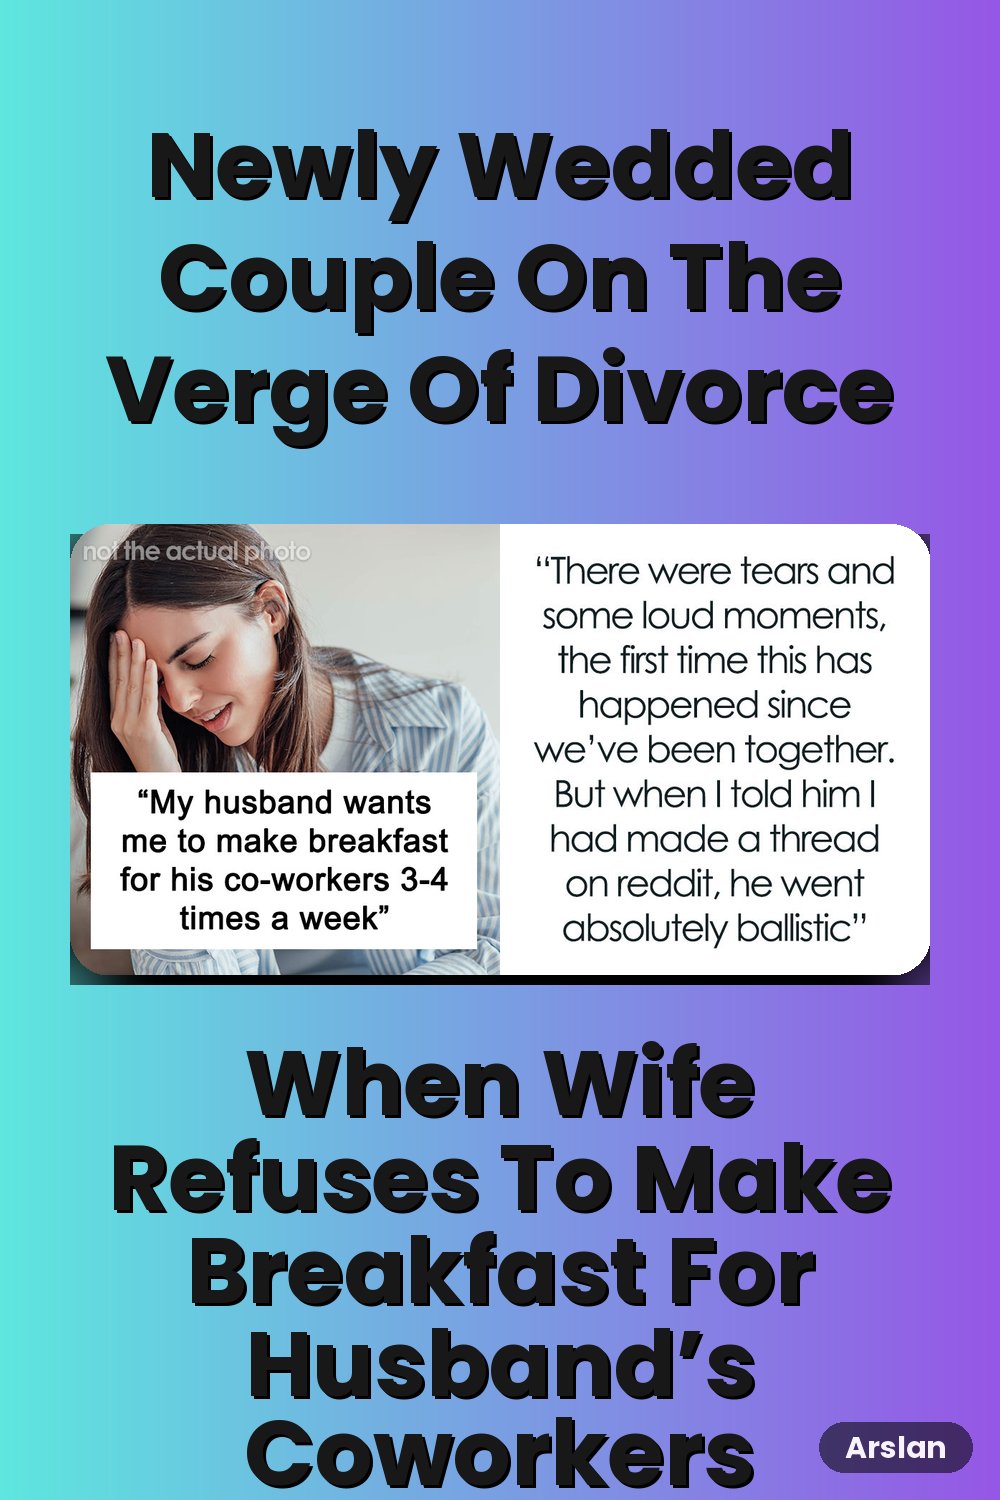 Newly Wedded
Couple On The
Verge Of Divorce
not the actual photo
“My husband wants
me to make breakfast
for his co-workers 3-4
times a week”
“There were tears and
some loud moments,
the first time this has
happened since
we’ve been together.
But when I told him I
had made a thread
on reddit, he went
absolutely ballistic”
When Wife
Refuses To Make
Breakfast For
Husband’s
Coworkers
Arslan